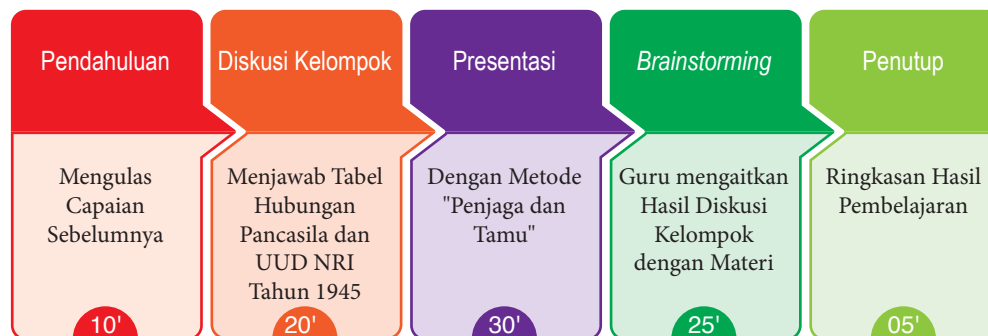 Pendahuluan
Mengulas
Capaian
Sebelumnya
10'
Diskusi Kelompok
Menjawab Tabel
Hubungan
Pancasila dan
UUD NRI
Tahun 1945
20'
Presentasi
Dengan Metode
"Penjaga dan
Tamu"
30'
Brainstorming
Guru mengaitkan
Hasil Diskusi
Kelompok
dengan Materi
25'
Penutup
Ringkasan Hasil
Pembelajaran
05'